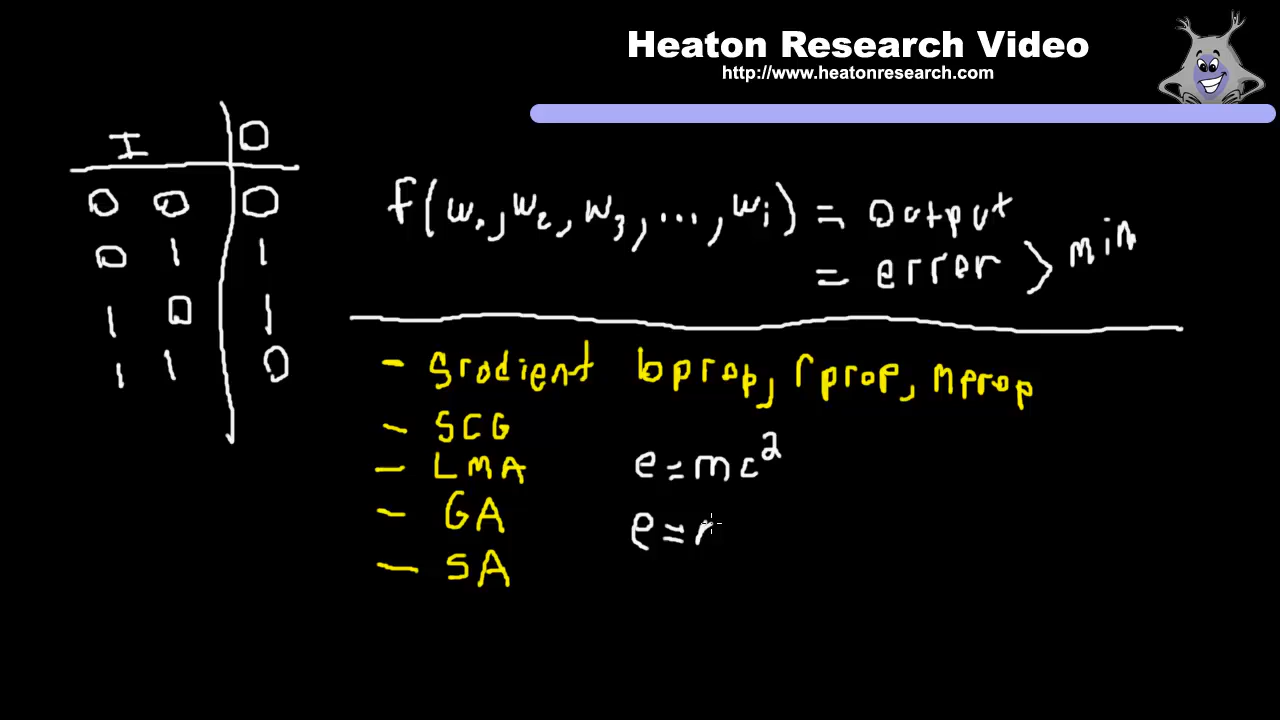 Heaton Research Video
http://www.heatonresearch.com
I O
0 0 0
0 1 1
1 0 1
1 1 0
f(w1, w2, w3, ..., wi) = output
= error > min
- gradient bprop, rprop, mprop
- SCG
- LMA e=mc²
- GA e=
- SA